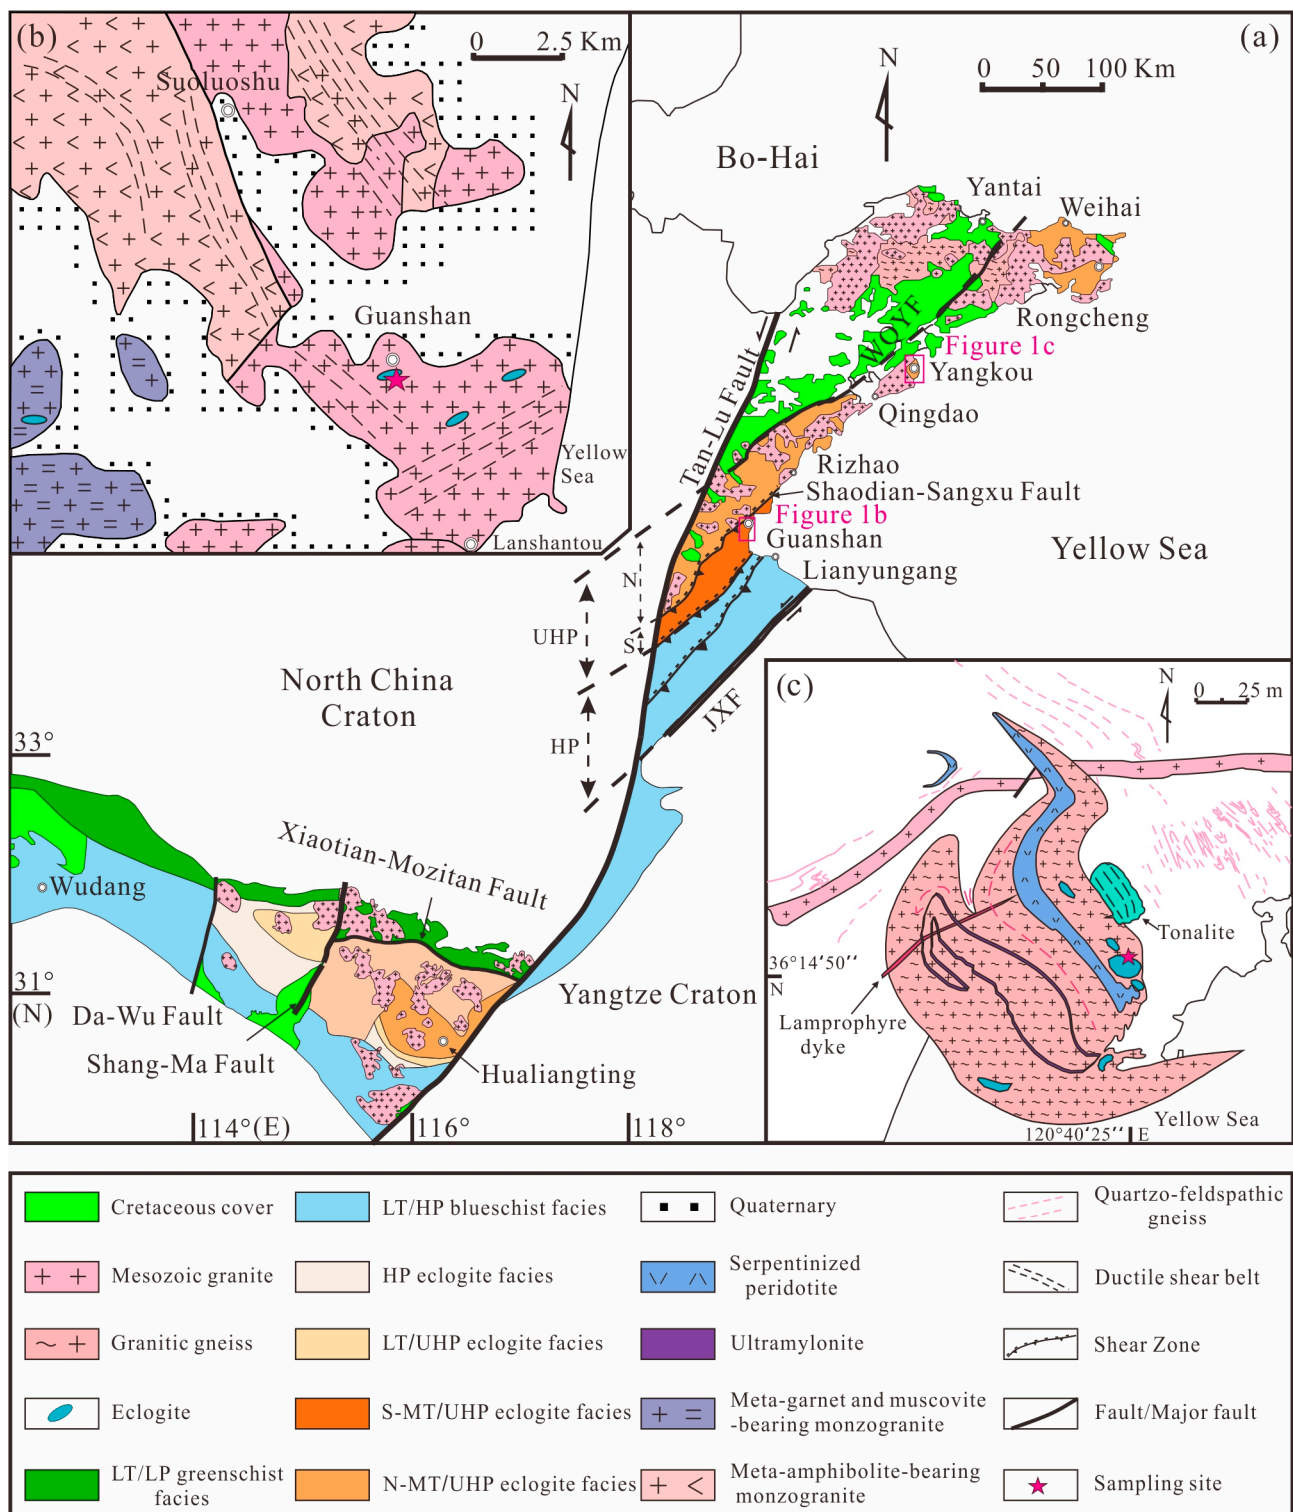 (b)
0 2.5 Km
N
Suoluoshu
Guanshan
Yellow
Sea
Lanshantou
(a)
N
0 50 100 Km
Bo-Hai
Yantai
Weihai
Rongcheng
WQYF
Figure 1c
Yangkou
Qingdao
Tan-Lu Fault
Rizhao
Shaodian-Sangxu Fault
Figure 1b
Guanshan
Yellow Sea
Lianyungang
N
UHP
S
HP
JXF
North China
Craton
33°
Xiaotian-Mozitan Fault
Wudang
31°
(N)
Da-Wu Fault
Shang-Ma Fault
Yangtze Craton
Hualiangting
114°(E)
116°
118°
(c)
N
0 25 m
Tonalite
36°14′50″
N
Lamprophyre
dyke
Yellow Sea
120°40′25″ E
Cretaceous cover
LT/HP blueschist facies
Quaternary
Quartzo-feldspathic
gneiss
Mesozoic granite
HP eclogite facies
Serpentinized
peridotite
Ductile shear belt
Granitic gneiss
LT/UHP eclogite facies
Ultramylonite
Shear Zone
Eclogite
S-MT/UHP eclogite facies
Meta-garnet and muscovite
-bearing monzogranite
Fault/Major fault
LT/LP greenschist
facies
N-MT/UHP eclogite facies
Meta-amphibolite-bearing
monzogranite
Sampling site